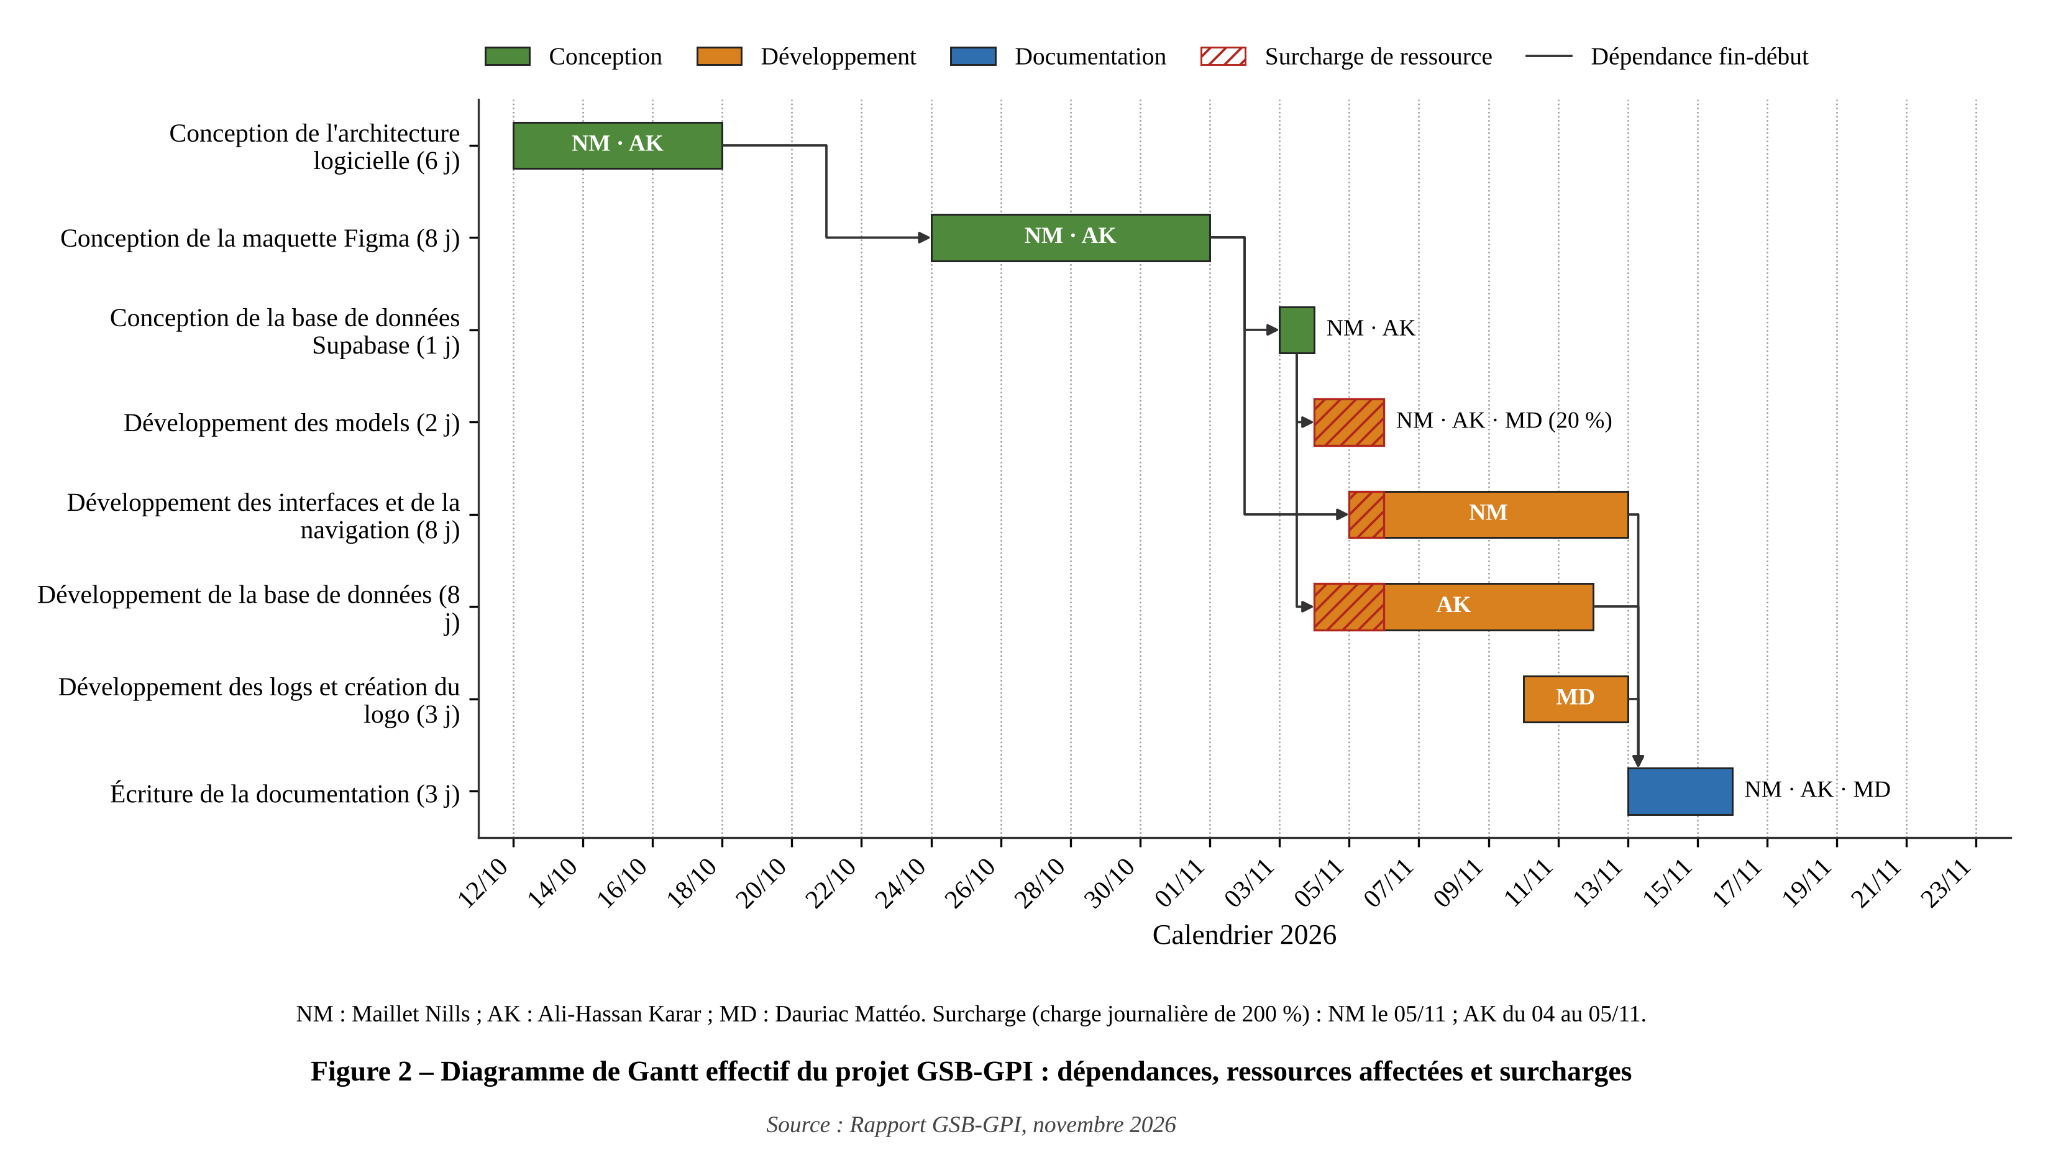 Conception
Développement
Documentation
Surcharge de ressource
Dépendance fin-début
Conception de l'architecture
logicielle (6 j)
NM · AK
Conception de la maquette Figma (8 j)
NM · AK
Conception de la base de données
Supabase (1 j)
NM · AK
Développement des models (2 j)
NM · AK · MD (20 %)
Développement des interfaces et de la
navigation (8 j)
NM
Développement de la base de données (8
j)
AK
Développement des logs et création du
logo (3 j)
MD
Écriture de la documentation (3 j)
NM · AK · MD
12/10
14/10
16/10
18/10
20/10
22/10
24/10
26/10
28/10
30/10
01/11
03/11
05/11
07/11
09/11
11/11
13/11
15/11
17/11
19/11
21/11
23/11
Calendrier 2026
NM : Maillet Nills ; AK : Ali-Hassan Karar ; MD : Dauriac Mattéo. Surcharge (charge journalière de 200 %) : NM le 05/11 ; AK du 04 au 05/11.
Figure 2 – Diagramme de Gantt effectif du projet GSB-GPI : dépendances, ressources affectées et surcharges
Source : Rapport GSB-GPI, novembre 2026